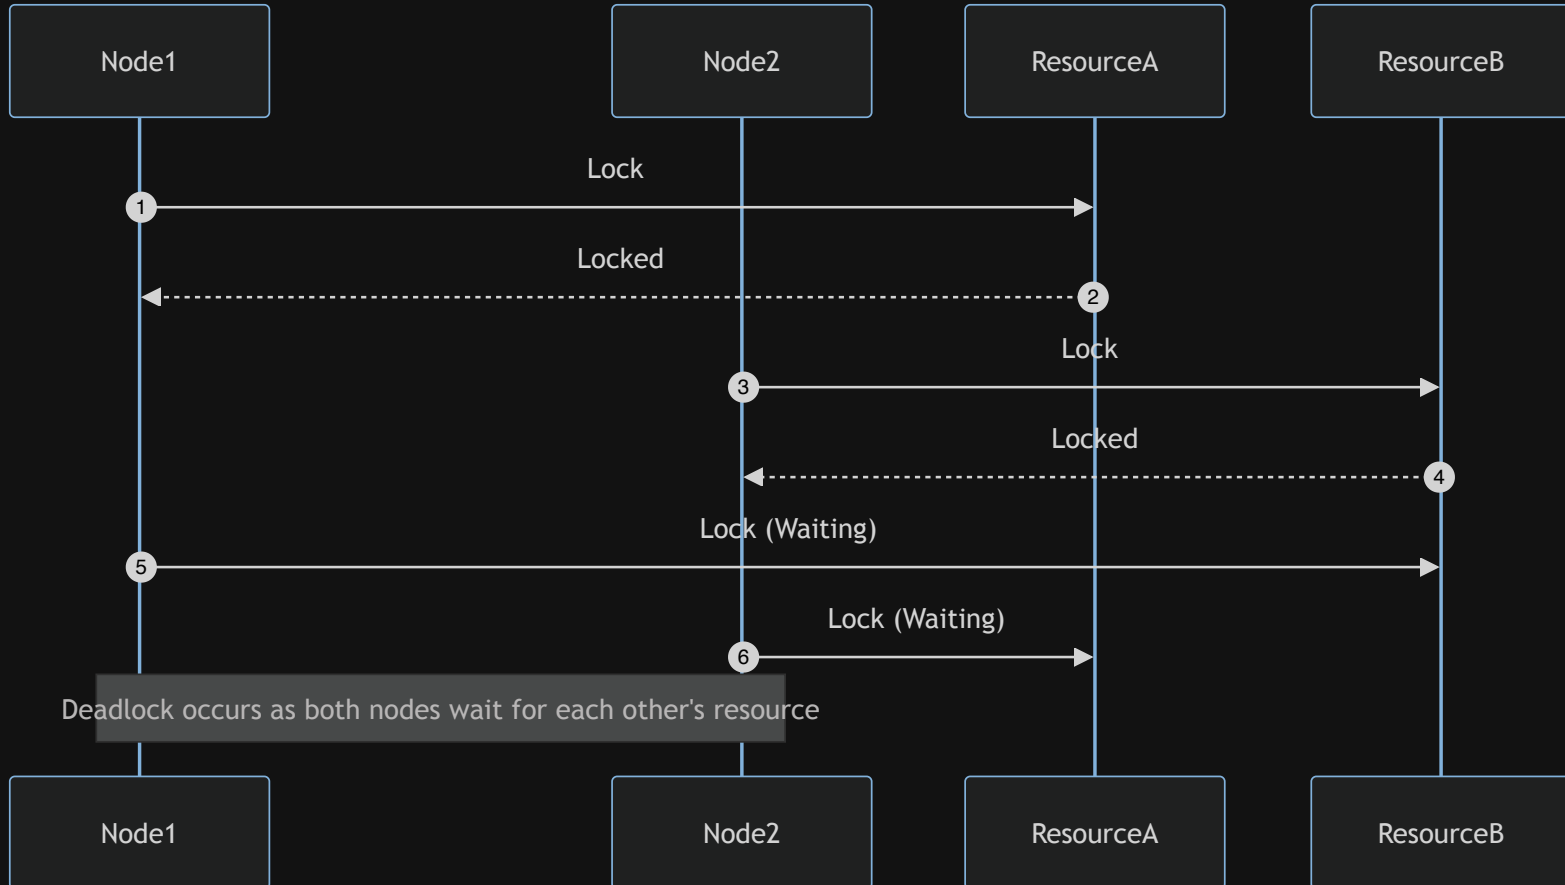 Node1
Node2
ResourceA
ResourceB
Lock
1
Locked
2
Lock
3
Locked
4
Lock (Waiting)
5
Lock (Waiting)
6
Deadlock occurs as both nodes wait for each other's resource
Node1
Node2
ResourceA
ResourceB